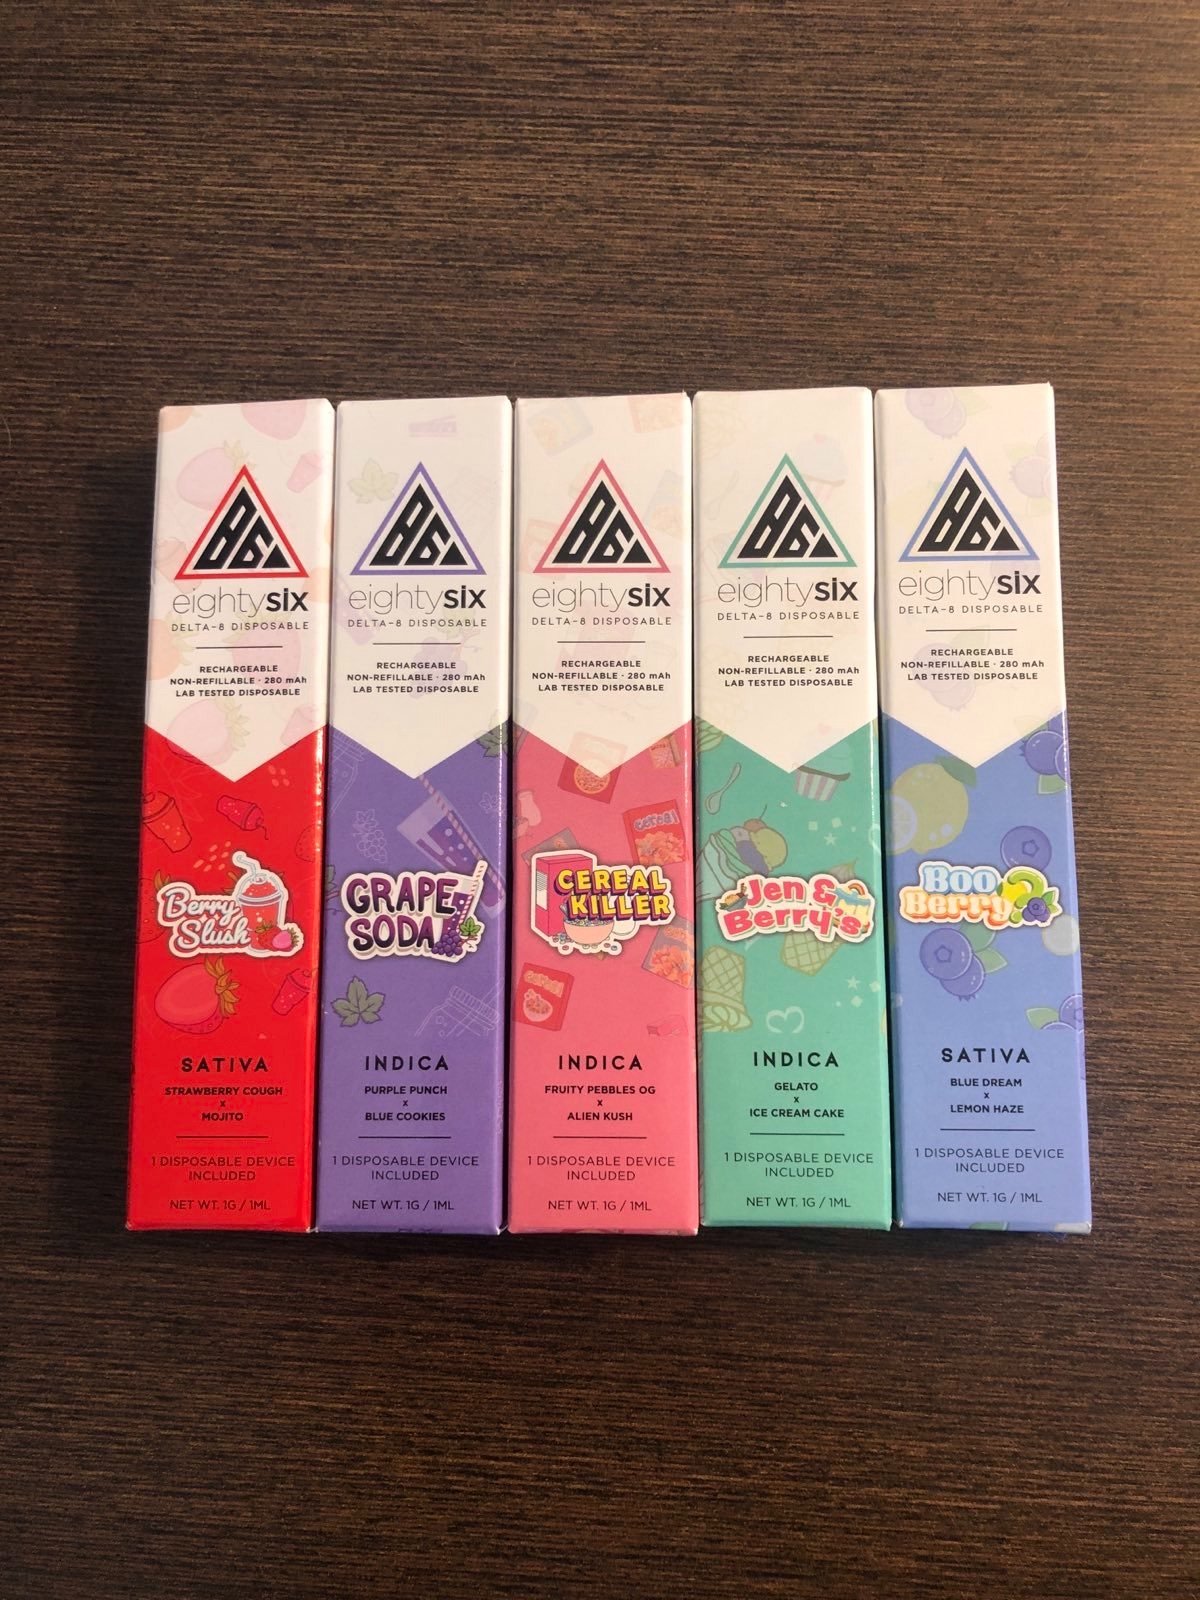 86
eightysix
DELTA-8 DISPOSABLE
RECHARGEABLE
NON-REFILLABLE · 280 mAh
LAB TESTED DISPOSABLE
Berry
Slush
SATIVA
STRAWBERRY COUGH
x
MOJITO
1 DISPOSABLE DEVICE
INCLUDED
NET WT. 1G / 1ML
86
eightysix
DELTA-8 DISPOSABLE
RECHARGEABLE
NON-REFILLABLE · 280 mAh
LAB TESTED DISPOSABLE
GRAPE
SODA
INDICA
PURPLE PUNCH
x
BLUE COOKIES
1 DISPOSABLE DEVICE
INCLUDED
NET WT. 1G / 1ML
86
eightysix
DELTA-8 DISPOSABLE
RECHARGEABLE
NON-REFILLABLE · 280 mAh
LAB TESTED DISPOSABLE
cereal
CEREAL
KILLER
cereal
INDICA
FRUITY PEBBLES OG
x
ALIEN KUSH
1 DISPOSABLE DEVICE
INCLUDED
NET WT. 1G / 1ML
86
eightysix
DELTA-8 DISPOSABLE
RECHARGEABLE
NON-REFILLABLE · 280 mAh
LAB TESTED DISPOSABLE
Jen &
Berry's
INDICA
GELATO
x
ICE CREAM CAKE
1 DISPOSABLE DEVICE
INCLUDED
NET WT. 1G / 1ML
86
eightysix
DELTA-8 DISPOSABLE
RECHARGEABLE
NON-REFILLABLE · 280 mAh
LAB TESTED DISPOSABLE
Boo
Berry
SATIVA
BLUE DREAM
x
LEMON HAZE
1 DISPOSABLE DEVICE
INCLUDED
NET WT. 1G / 1ML